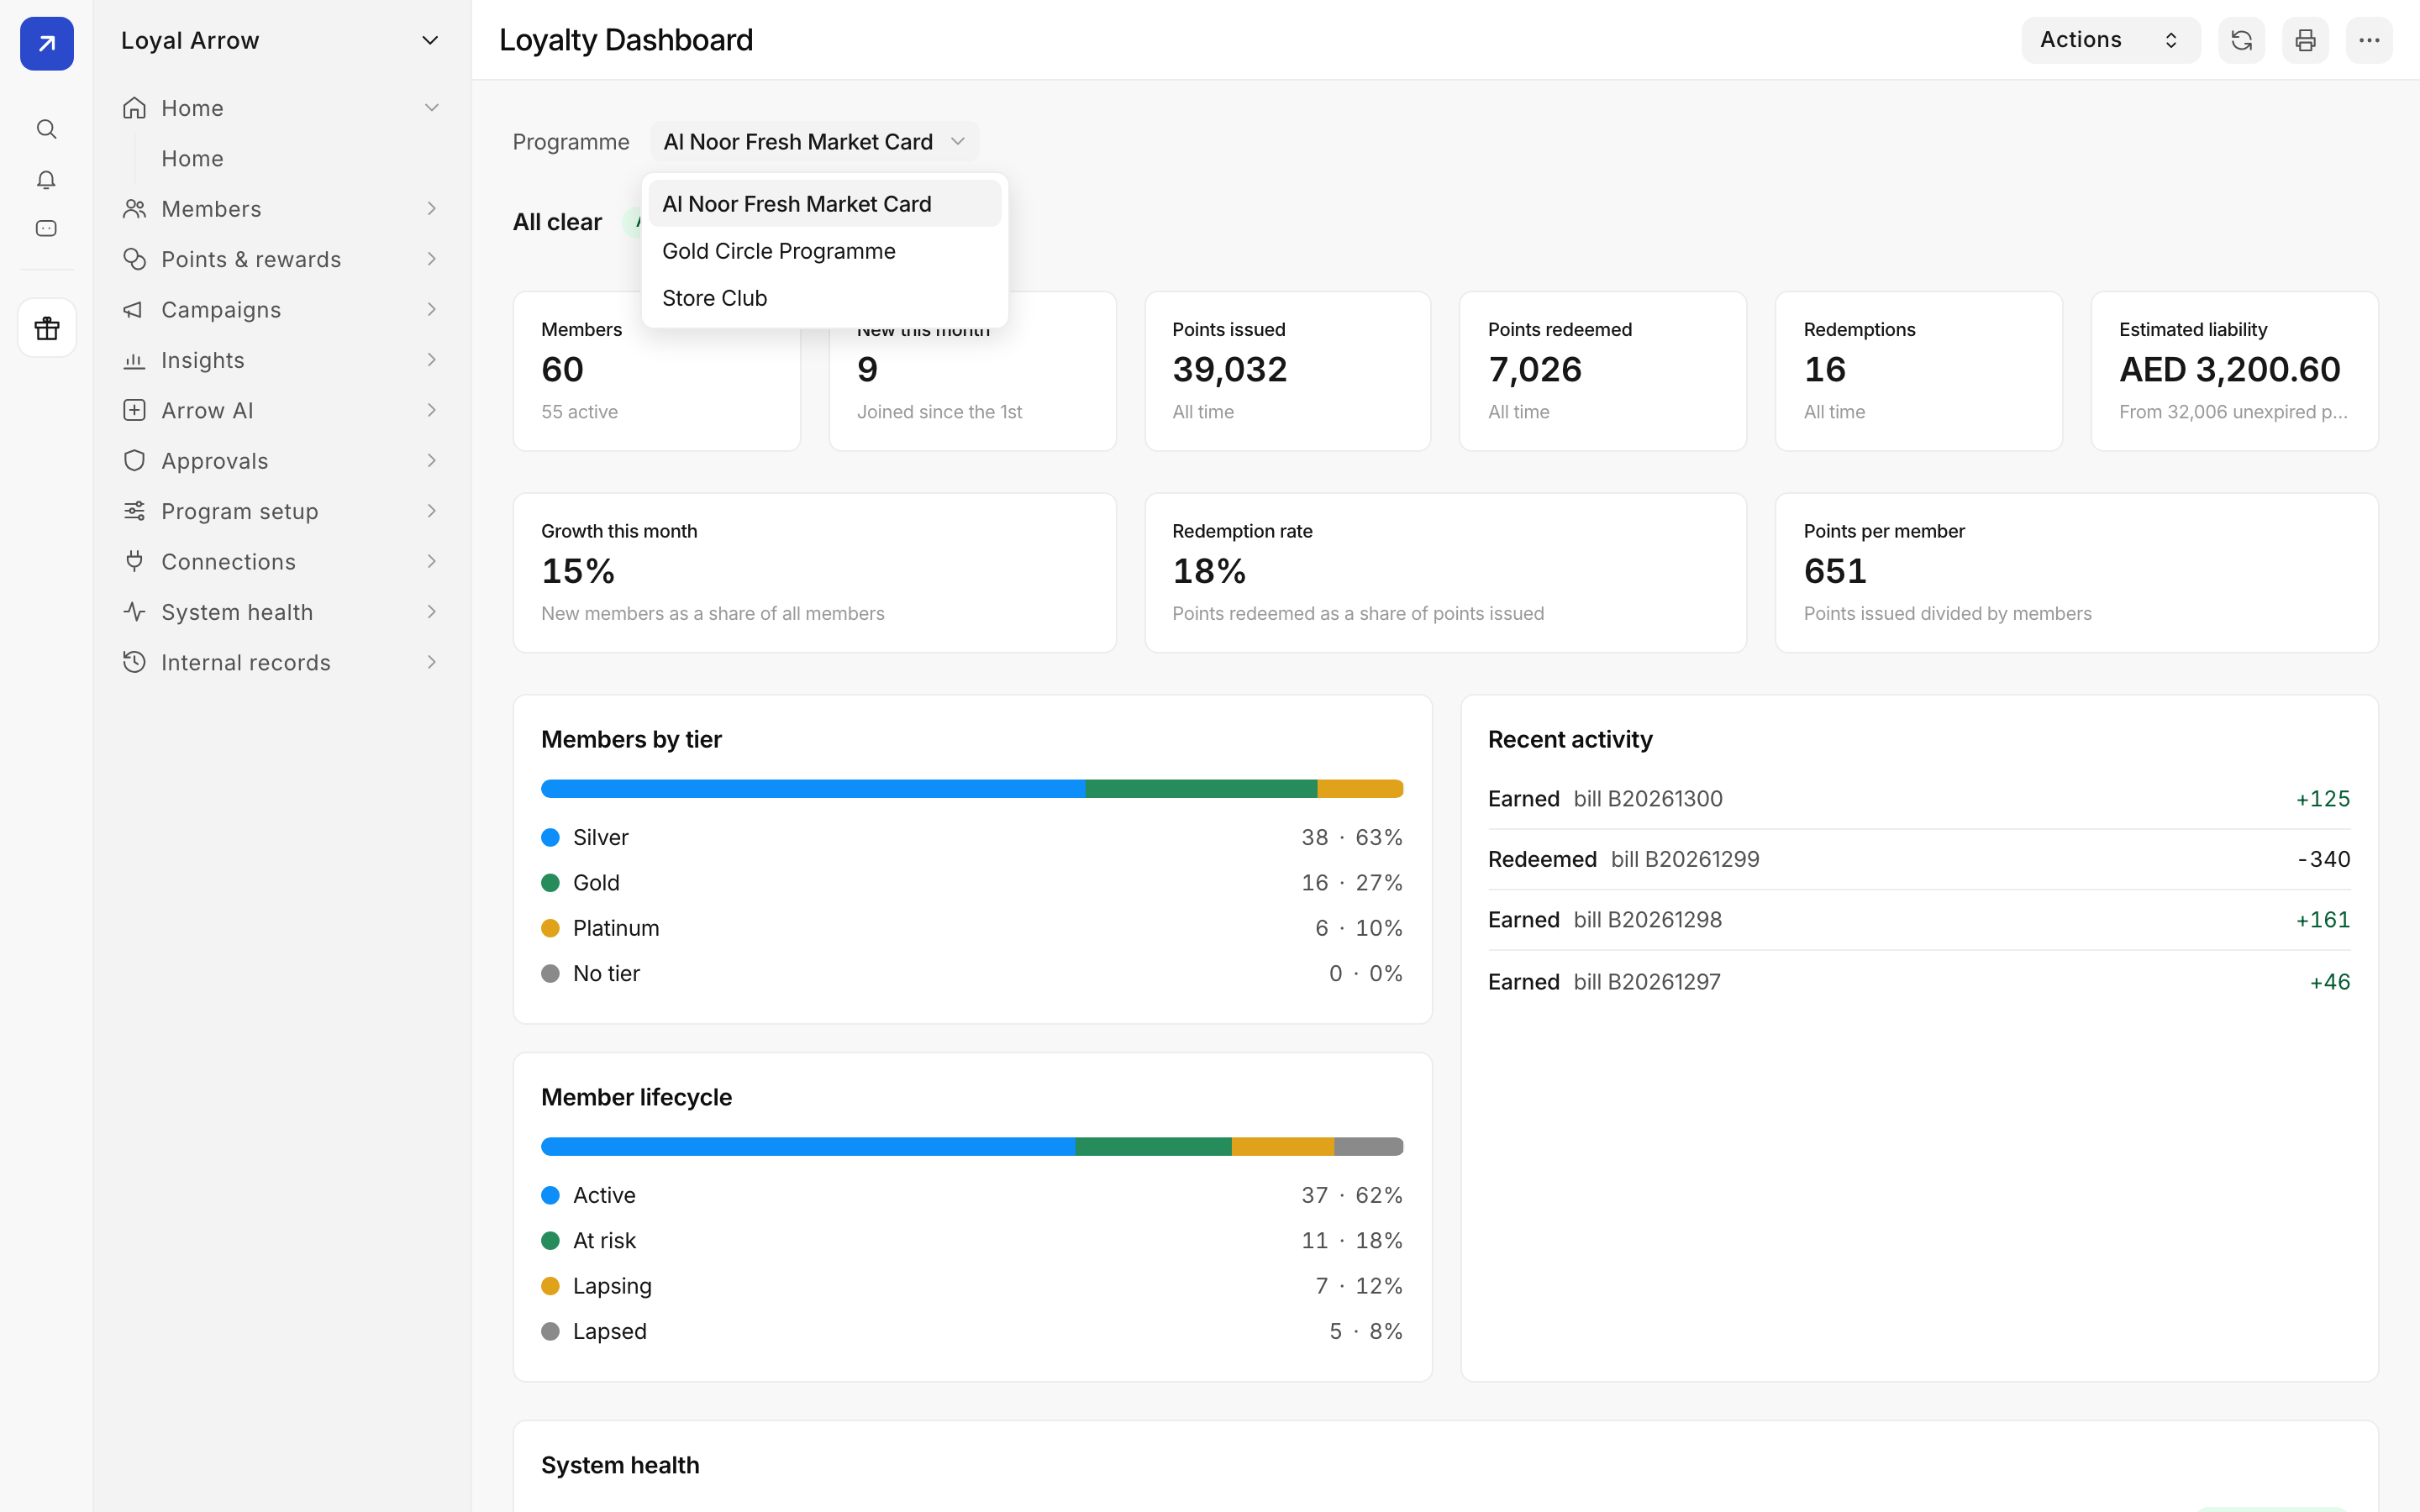 Loyal Arrow
Home
Home
Members
Points & rewards
Campaigns
Insights
Arrow AI
Approvals
Program setup
Connections
System health
Internal records
Loyalty Dashboard
Actions
Programme
Al Noor Fresh Market Card
Al Noor Fresh Market Card
Gold Circle Programme
Store Club
All clear
Members
60
55 active
New this month
9
Joined since the 1st
Points issued
39,032
All time
Points redeemed
7,026
All time
Redemptions
16
All time
Estimated liability
AED 3,200.60
From 32,006 unexpired p...
Growth this month
15%
New members as a share of all members
Redemption rate
18%
Points redeemed as a share of points issued
Points per member
651
Points issued divided by members
Members by tier
Silver 38 · 63%
Gold 16 · 27%
Platinum 6 · 10%
No tier 0 · 0%
Recent activity
Earned bill B20261300 +125
Redeemed bill B20261299 -340
Earned bill B20261298 +161
Earned bill B20261297 +46
Member lifecycle
Active 37 · 62%
At risk 11 · 18%
Lapsing 7 · 12%
Lapsed 5 · 8%
System health